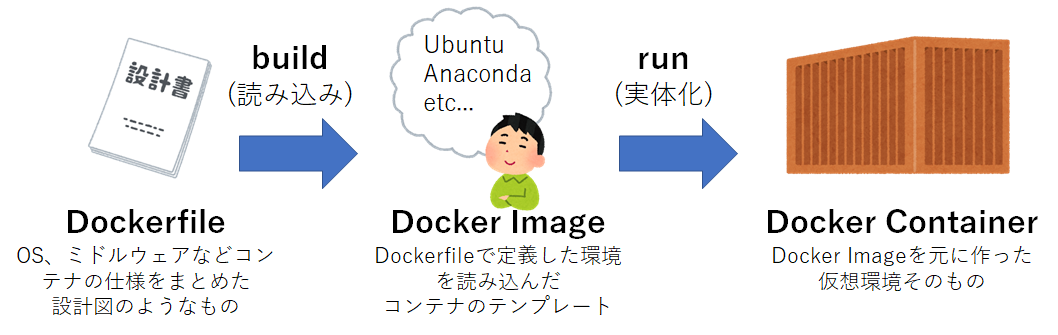 設計書
build
(読み込み)
Ubuntu
Anaconda
etc...
run
(実体化)
Dockerfile
OS、ミドルウェアなどコン
テナの仕様をまとめた
設計図のようなもの
Docker Image
Dockerfileで定義した環境
を読み込んだ
コンテナのテンプレート
Docker Container
Docker Imageを元に作った
仮想環境そのもの